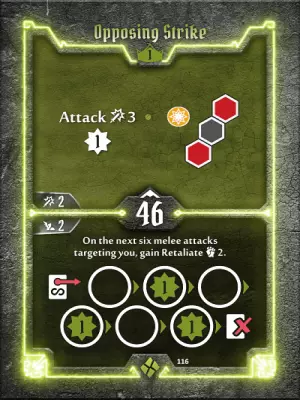 Opposing Strike
1
Attack 3
1
2
2
46
On the next six melee attacks
targeting you, gain Retaliate 2.
1
1 1
116